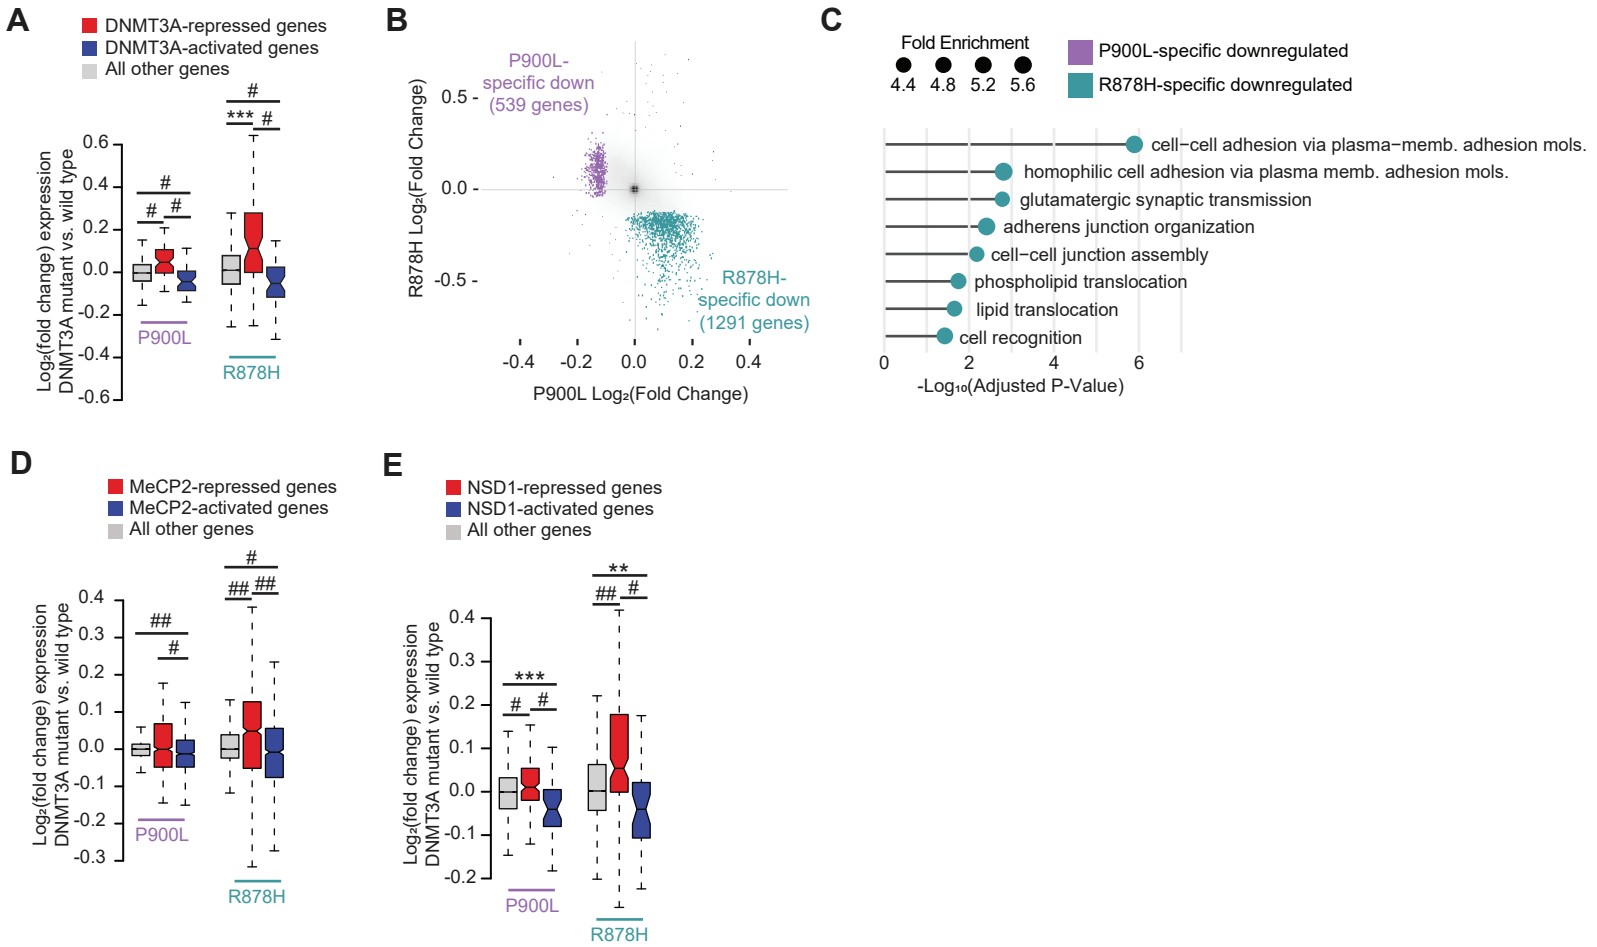 A
DNMT3A-repressed genes
DNMT3A-activated genes
All other genes
Log₂(fold change) expression
DNMT3A mutant vs. wild type
0.6
0.4
0.2
0.0
-0.2
-0.4
-0.6
#
#
#
#
***
#
P900L
R878H
B
P900L-
specific down
(539 genes)
R878H-
specific down
(1291 genes)
R878H Log₂(Fold Change)
0.5
0.0
-0.5
-0.4
-0.2
0.0
0.2
0.4
P900L Log₂(Fold Change)
C
Fold Enrichment
4.4
4.8
5.2
5.6
P900L-specific downregulated
R878H-specific downregulated
cell−cell adhesion via plasma−memb. adhesion mols.
homophilic cell adhesion via plasma memb. adhesion mols.
glutamatergic synaptic transmission
adherens junction organization
cell−cell junction assembly
phospholipid translocation
lipid translocation
cell recognition
0
2
4
6
-Log₁₀(Adjusted P-Value)
D
MeCP2-repressed genes
MeCP2-activated genes
All other genes
Log₂(fold change) expression
DNMT3A mutant vs. wild type
0.4
0.3
0.2
0.1
0.0
-0.1
-0.2
-0.3
##
#
#
##
##
P900L
R878H
E
NSD1-repressed genes
NSD1-activated genes
All other genes
Log₂(fold change) expression
DNMT3A mutant vs. wild type
0.4
0.3
0.2
0.1
0.0
-0.1
-0.2
***
#
#
**
##
#
P900L
R878H